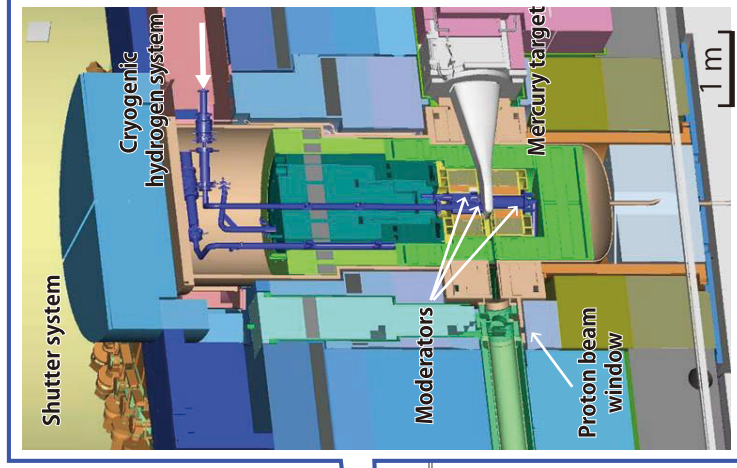 Shutter system
Cryogenic
hydrogen system
Moderators
Mercury target
Proton beam
window
1 m